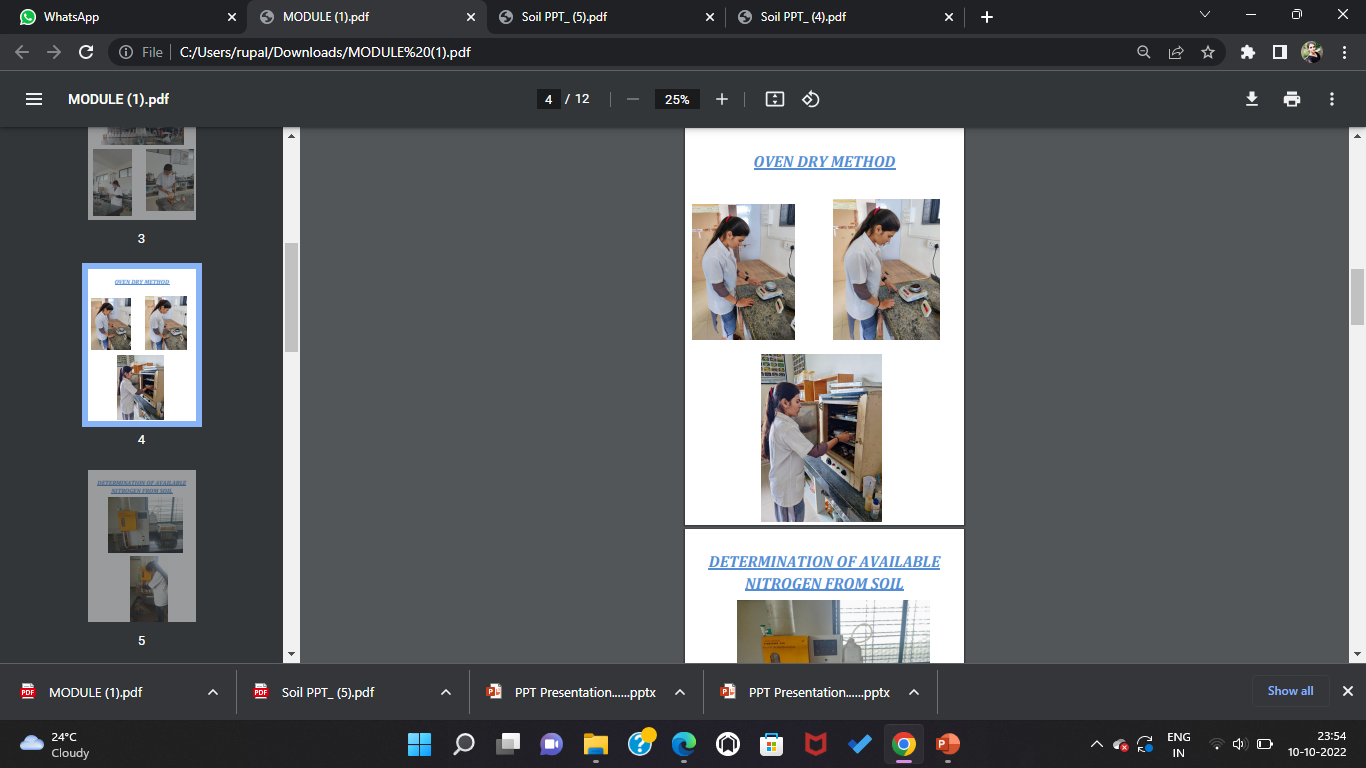 WhatsApp
MODULE (1).pdf
Soil PPT_ (5).pdf
Soil PPT_ (4).pdf
File
C:/Users/rupal/Downloads/MODULE%20(1).pdf
MODULE (1).pdf
4 / 12
25%
3
OVEN DRY METHOD
4
DETERMINATION OF AVAILABLE
NITROGEN FROM SOIL
5
OVEN DRY METHOD
DETERMINATION OF AVAILABLE
NITROGEN FROM SOIL
MODULE (1).pdf
Soil PPT_ (5).pdf
PPT Presentation......pptx
PPT Presentation......pptx
Show all
24°C
Cloudy
ENG
IN
23:54
10-10-2022